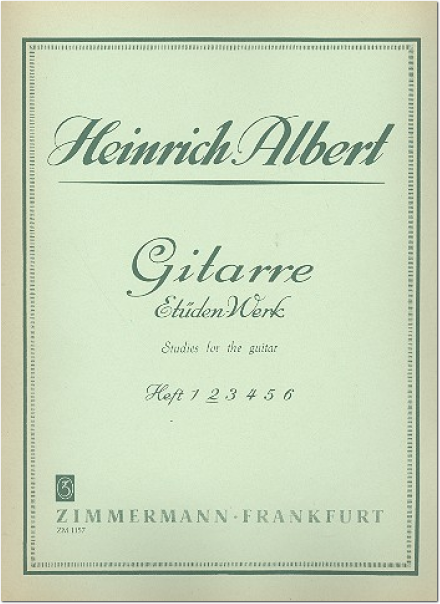 Heinrich Albert
Gitarre
Etüden-Werk
Studies for the guitar
Heft 1 2 3 4 5 6
ZIMMERMANN · FRANKFURT
ZM 1157